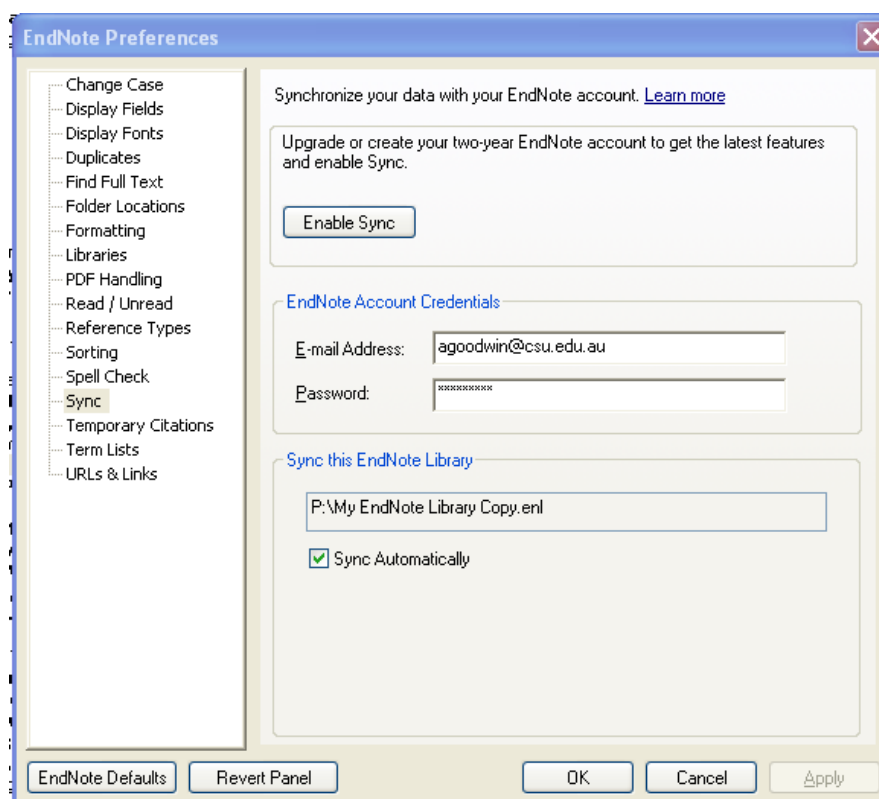 EndNote Preferences
Change Case
Display Fields
Display Fonts
Duplicates
Find Full Text
Folder Locations
Formatting
Libraries
PDF Handling
Read / Unread
Reference Types
Sorting
Spell Check
Sync
Temporary Citations
Term Lists
URLs & Links
Synchronize your data with your EndNote account. Learn more
Upgrade or create your two-year EndNote account to get the latest features
and enable Sync.
Enable Sync
EndNote Account Credentials
E-mail Address: agoodwin@csu.edu.au
Password: *********
Sync this EndNote Library
P:\My EndNote Library Copy.enl
Sync Automatically
EndNote Defaults Revert Panel OK Cancel Apply